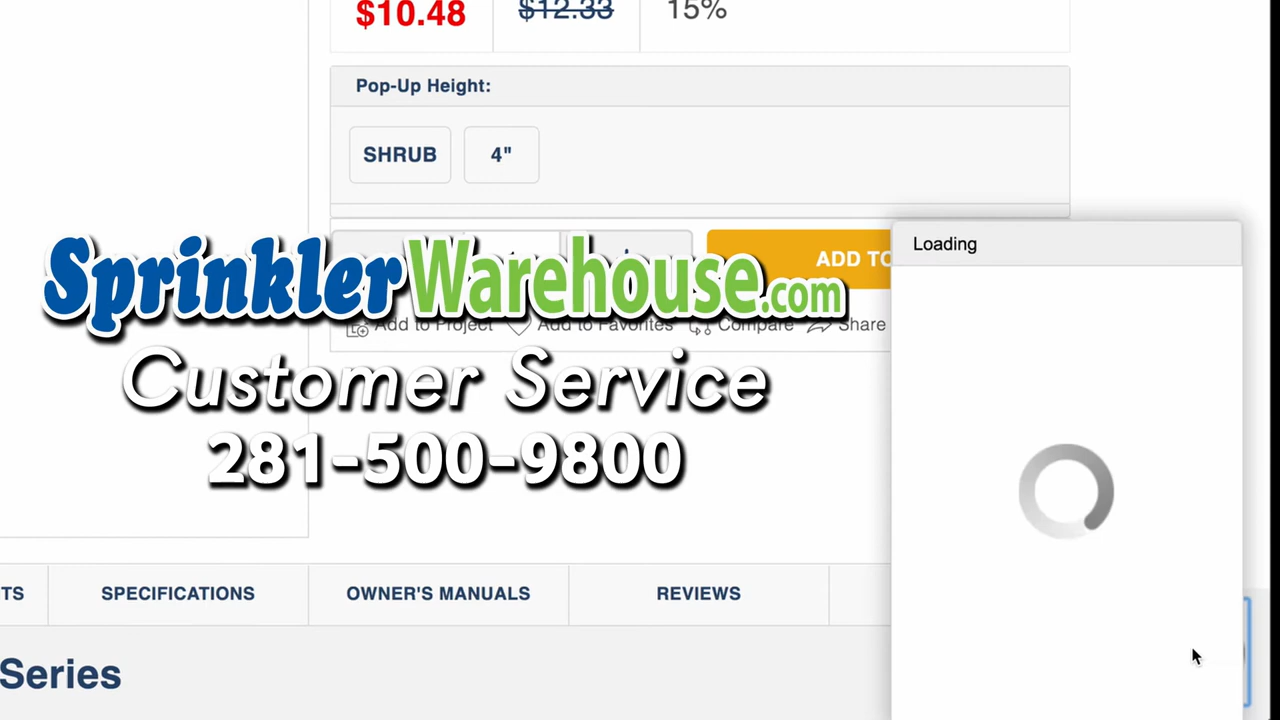 $10.48 $12.33 15%
Pop-Up Height:
SHRUB 4"
ADD TO
SprinklerWarehouse.com
Add to Project Add to Favorites Compare Share
Loading
Customer Service
281-500-9800
TS SPECIFICATIONS OWNER'S MANUALS REVIEWS
Series